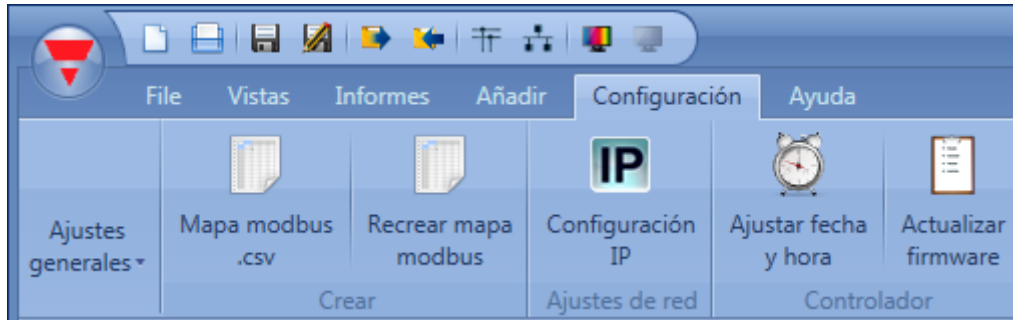 File Vistas Informes Añadir Configuración Ayuda
Ajustes generales
Mapa modbus .csv
Recrear mapa modbus
IP
Configuración IP
Ajustar fecha y hora
Actualizar firmware
Crear
Ajustes de red
Controlador